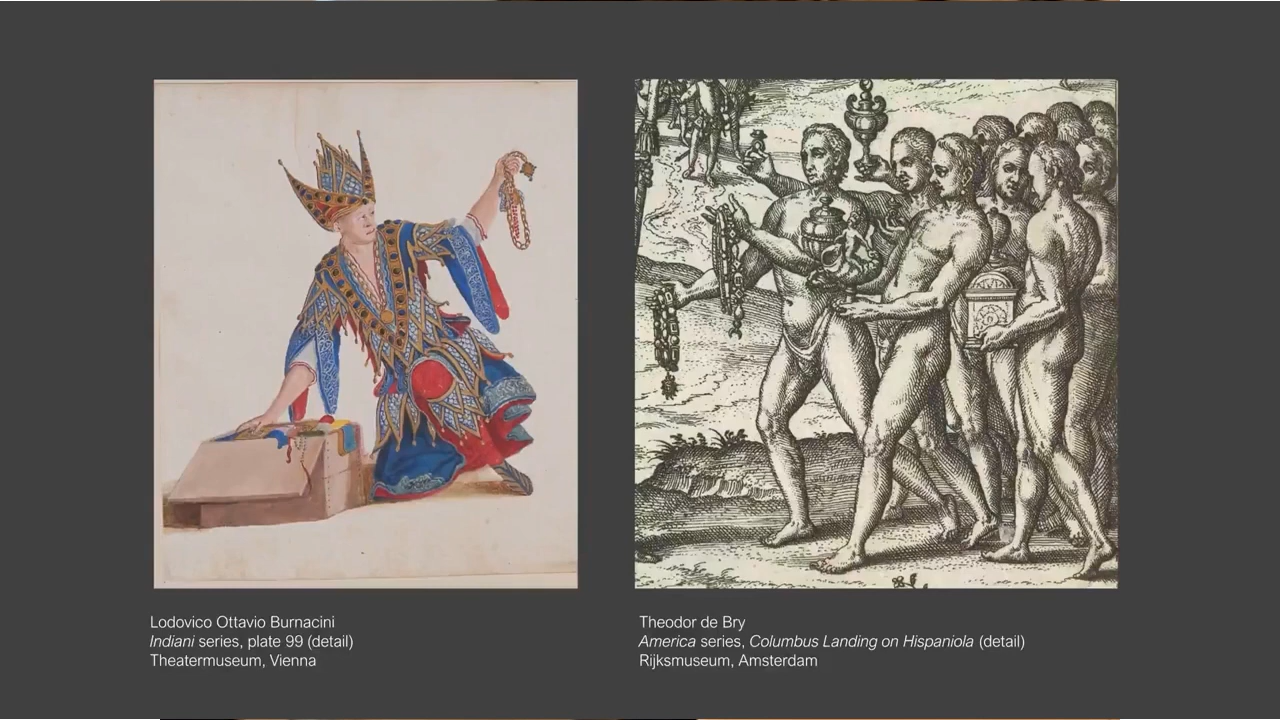 Lodovico Ottavio Burnacini
Indiani series, plate 99 (detail)
Theatermuseum, Vienna
Theodor de Bry
America series, Columbus Landing on Hispaniola (detail)
Rijksmuseum, Amsterdam